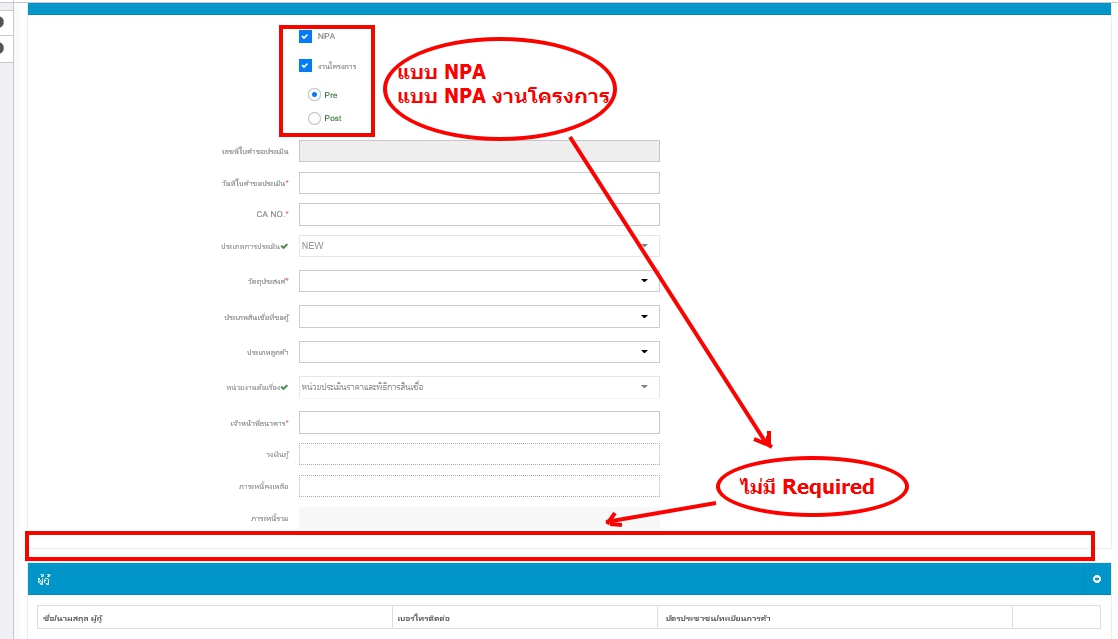 NPA
งานโครงการ
Pre
Post
แบบ NPA
แบบ NPA งานโครงการ
เลขที่ใบคำขอประเมิน
วันที่ใบคำขอประเมิน*
CA NO.*
ประเภทการประเมิน
NEW
วัตถุประสงค์*
ประเภทสินเชื่อที่ขอกู้
ประเภทลูกค้า
หน่วยงานต้นเรื่อง
หน่วยประเมินราคาและพิธีการสินเชื่อ
เจ้าหน้าที่ธนาคาร*
วงเงินกู้
ภาระหนี้คงเหลือ
ไม่มี Required
ภาระหนี้รวม
ผู้กู้
ชื่อ/นามสกุล ผู้กู้
เบอร์โทรติดต่อ
บัตรประชาชน/ทะเบียนการค้า